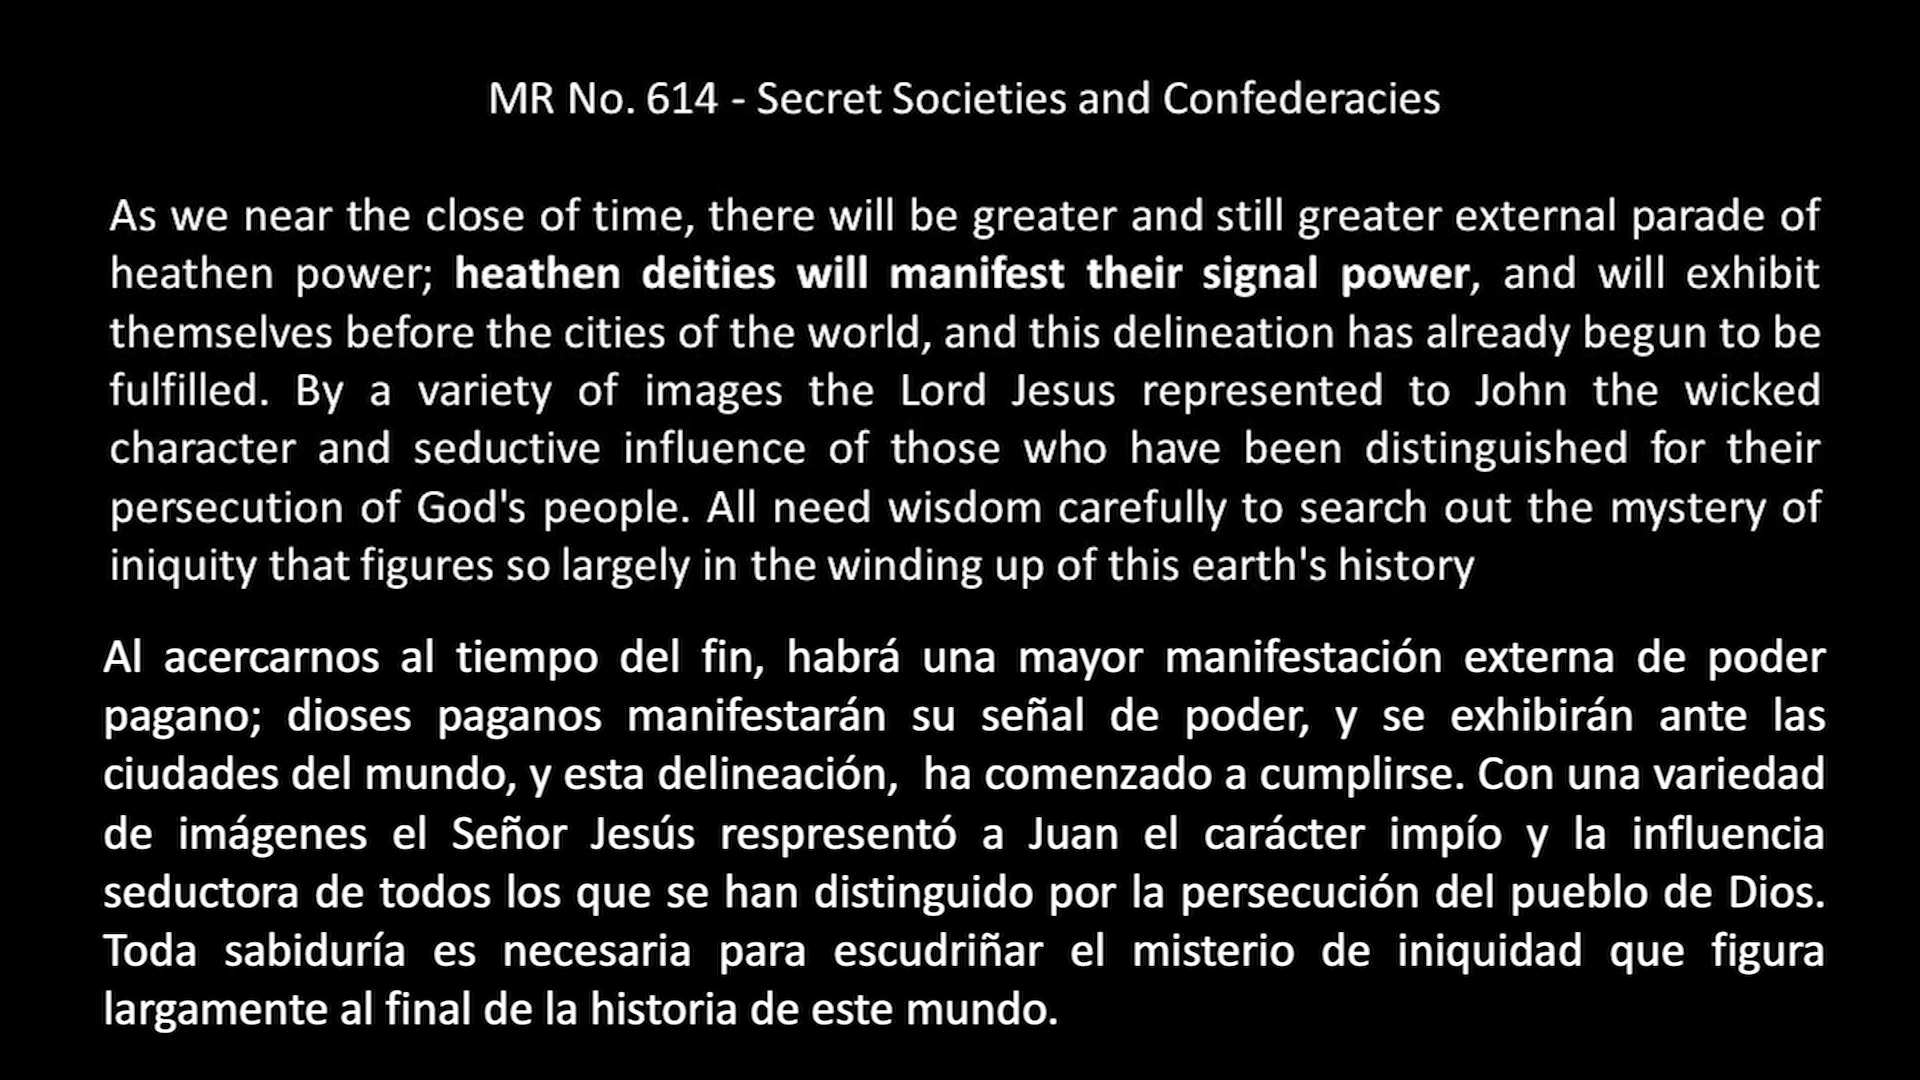 MR No. 614 - Secret Societies and Confederacies
As we near the close of time, there will be greater and still greater external parade of
heathen power; heathen deities will manifest their signal power, and will exhibit
themselves before the cities of the world, and this delineation has already begun to be
fulfilled. By a variety of images the Lord Jesus represented to John the wicked
character and seductive influence of those who have been distinguished for their
persecution of God's people. All need wisdom carefully to search out the mystery of
iniquity that figures so largely in the winding up of this earth's history
Al acercarnos al tiempo del fin, habrá una mayor manifestación externa de poder
pagano; dioses paganos manifestarán su señal de poder, y se exhibirán ante las
ciudades del mundo, y esta delineación, ha comenzado a cumplirse. Con una variedad
de imágenes el Señor Jesús respresentó a Juan el carácter impío y la influencia
seductora de todos los que se han distinguido por la persecución del pueblo de Dios.
Toda sabiduría es necesaria para escudriñar el misterio de iniquidad que figura
largamente al final de la historia de este mundo.